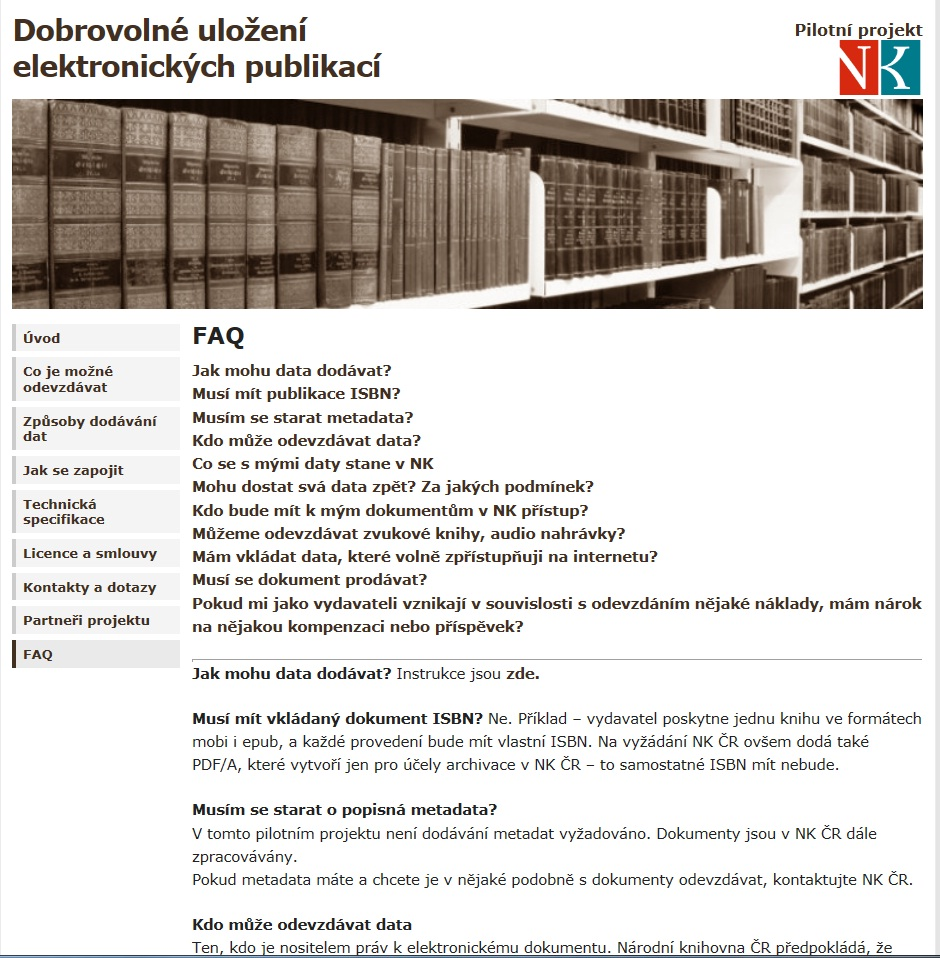 Dobrovolné uložení
elektronických publikací
Pilotní projekt
NK
Úvod
Co je možné
odevzdávat
Způsoby dodávání
dat
Jak se zapojit
Technická
specifikace
Licence a smlouvy
Kontakty a dotazy
Partneři projektu
FAQ
FAQ
Jak mohu data dodávat?
Musí mít publikace ISBN?
Musím se starat metadata?
Kdo může odevzdávat data?
Co se s mými daty stane v NK
Mohu dostat svá data zpět? Za jakých podmínek?
Kdo bude mít k mým dokumentům v NK přístup?
Můžeme odevzdávat zvukové knihy, audio nahrávky?
Mám vkládat data, které volně zpřístupňuji na internetu?
Musí se dokument prodávat?
Pokud mi jako vydavateli vznikají v souvislosti s odevzdáním nějaké náklady, mám nárok
na nějakou kompenzaci nebo příspěvek?
Jak mohu data dodávat? Instrukce jsou zde.
Musí mít vkládaný dokument ISBN? Ne. Příklad – vydavatel poskytne jednu knihu ve formátech
mobi i epub, a každé provedení bude mít vlastní ISBN. Na vyžádání NK ČR ovšem dodá také
PDF/A, které vytvoří jen pro účely archivace v NK ČR – to samostatné ISBN mít nebude.
Musím se starat o popisná metadata?
V tomto pilotním projektu není dodávání metadat vyžadováno. Dokumenty jsou v NK ČR dále
zpracovávány.
Pokud metadata máte a chcete je v nějaké podobně s dokumenty odevzdávat, kontaktujte NK ČR.
Kdo může odevzdávat data
Ten, kdo je nositelem práv k elektronickému dokumentu. Národní knihovna ČR předpokládá, že